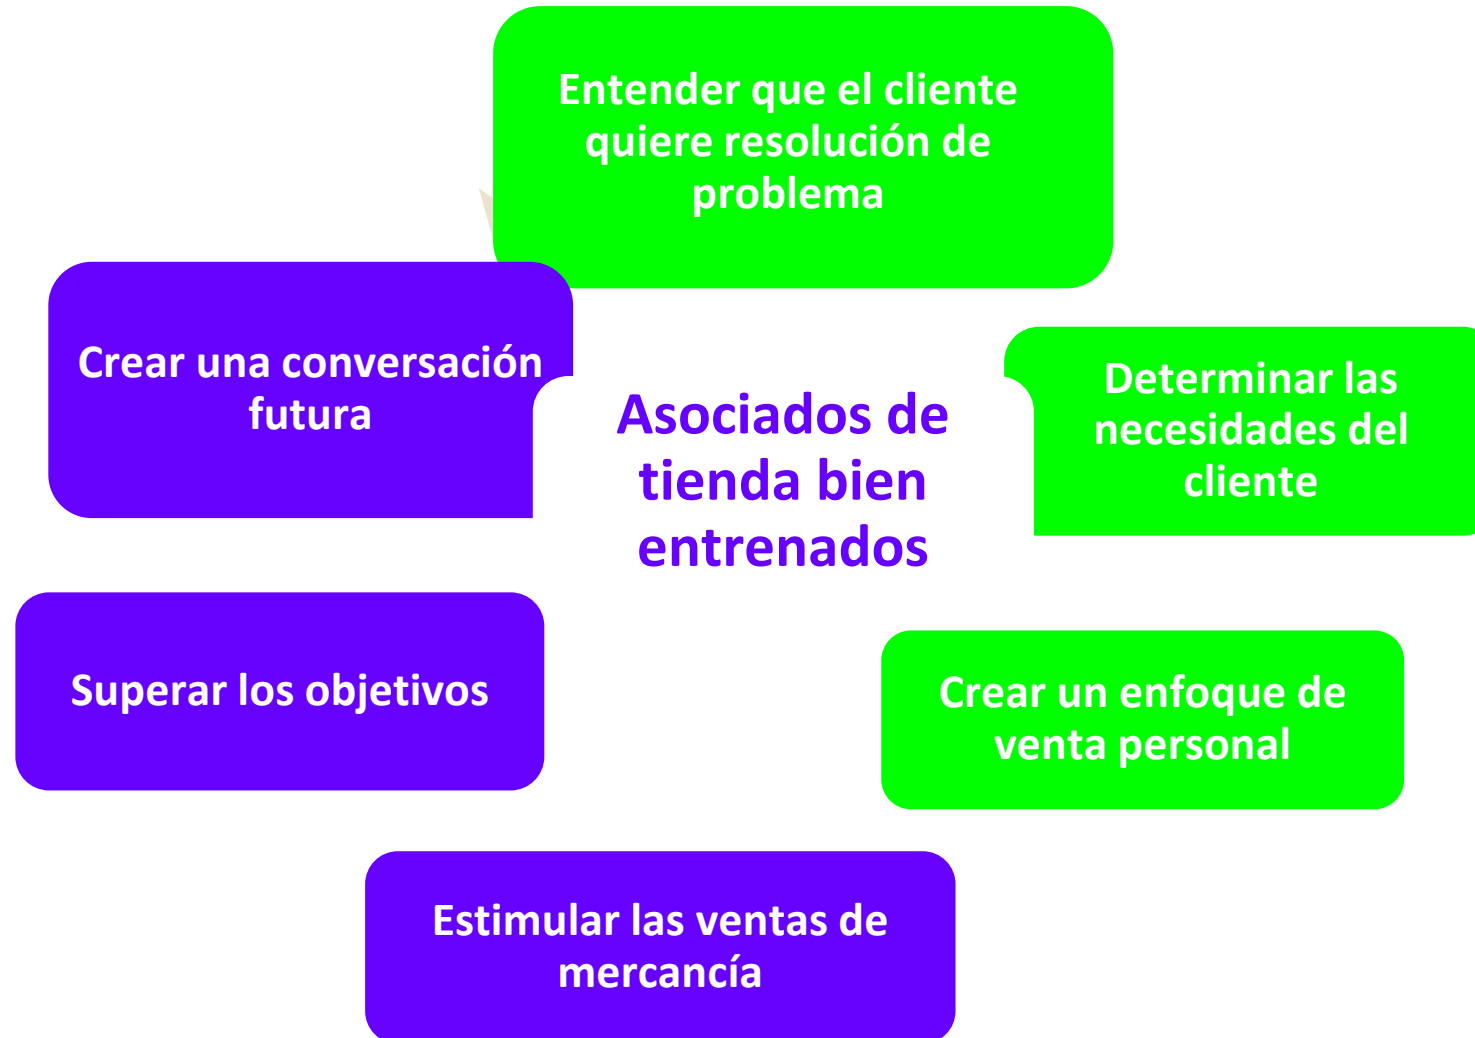 Entender que el cliente
quiere resolución de
problema
Crear una conversación
futura
Asociados de
tienda bien
entrenados
Determinar las
necesidades del
cliente
Superar los objetivos
Crear un enfoque de
venta personal
Estimular las ventas de
mercancía